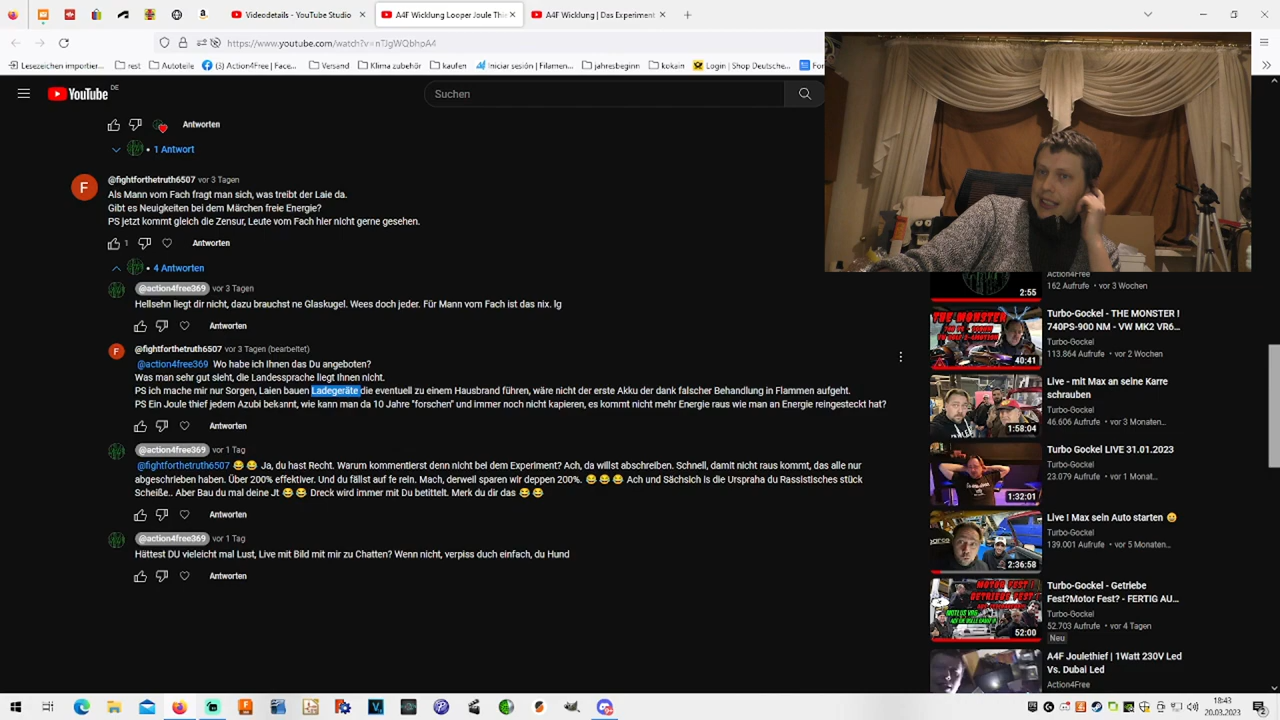 Videodetails - YouTube Studio
A4F Wicklung Looper Joule Thie
A4F Wicklung | Das Experiment
https://www.youtube.com/watch?v=nTJgWQbhpA4
Lesezeichen importier...
rest
Autoteile
(3) Action4Free | Face...
Versand
Klima zubehör
kaufen
Iniciar sesión | Filamen...
jahresbeginn
kokain
Login | Shop Deutsche...
YouTube DE
Suchen
Antworten
1 Antwort
F
@fightforthetruth6507 vor 3 Tagen
Als Mann vom Fach fragt man sich, was treibt der Laie da.
Gibt es Neuigkeiten bei dem Märchen freie Energie?
PS jetzt kommt gleich die Zensur, Leute vom Fach hier nicht gerne gesehen.
1 Antworten
4 Antworten
@action4free369 vor 3 Tagen
Hellsehn liegt dir nicht, dazu brauchst ne Glaskugel. Wees doch jeder. Für Mann vom Fach ist das nix. lg
Antworten
F
@fightforthetruth6507 vor 3 Tagen (bearbeitet)
@action4free369 Wo habe ich Ihnen das Du angeboten?
Was man sehr gut sieht, die Landessprache liegt Ihnen nicht.
PS Ich mache mir nur Sorgen, Laien bauen Ladegeräte die eventuell zu einem Hausbrand führen, wäre nicht der erste Akku der dank falscher Behandlung in Flammen aufgeht.
PS Ein Joule thief jedem Azubi bekannt, wie kann man da 10 Jahre "forschen" und immer noch nicht kapieren, es kommt nicht mehr Energie raus wie man an Energie reingesteckt hat?
Antworten
@action4free369 vor 1 Tag
@fightforthetruth6507 😂 😂 Ja, du hast Recht. Warum kommentierst denn nicht bei dem Experiment? Ach, da willst abschreiben. Schnell, damit nicht raus kommt, das alle nur
abgeschrieben haben. Über 200% effektiver. Und du bist auf fe rein. Mach, derweil sparen wir deppen 200%. 😂 😂 😂 Ach und Sächsich is die Urspraha du Rassistisches stück
Scheiße.. Aber Bau du mal deine Jt 😂 😂 Dreck wird immer mit Du betittelt. Merk du dir das 😂 😂
Antworten
@action4free369 vor 1 Tag
Hättest DU vieleicht mal Lust, Live mit Bild mit mir zu Chatten? Wenn nicht, verpiss duch einfach, du Hund
Antworten
Action4Free
162 Aufrufe • vor 3 Wochen
2:55
THE MONSTER
40:41
Turbo-Gockel - THE MONSTER !
740PS-900 NM - VW MK2 VR6...
Turbo-Gockel
113.864 Aufrufe • vor 2 Wochen
1:58:04
Live - mit Max an seine Karre
schrauben
Turbo-Gockel
46.606 Aufrufe • vor 3 Monaten...
1:32:01
Turbo Gockel LIVE 31.01.2023
Turbo-Gockel
23.079 Aufrufe • vor 1 Monat...
2:36:58
Live ! Max sein Auto starten 😊
Turbo-Gockel
139.001 Aufrufe • vor 5 Monaten...
MOTOR FEST !
GETRIEBE FEST?
52:00
Turbo-Gockel - Getriebe
Fest?Motor Fest? - FERTIG AU...
Turbo-Gockel
52.703 Aufrufe • vor 4 Tagen
Neu
A4F Joulethief | 1Watt 230V Led
Vs. Dubai Led
Action4Free
18:43
20.03.2023